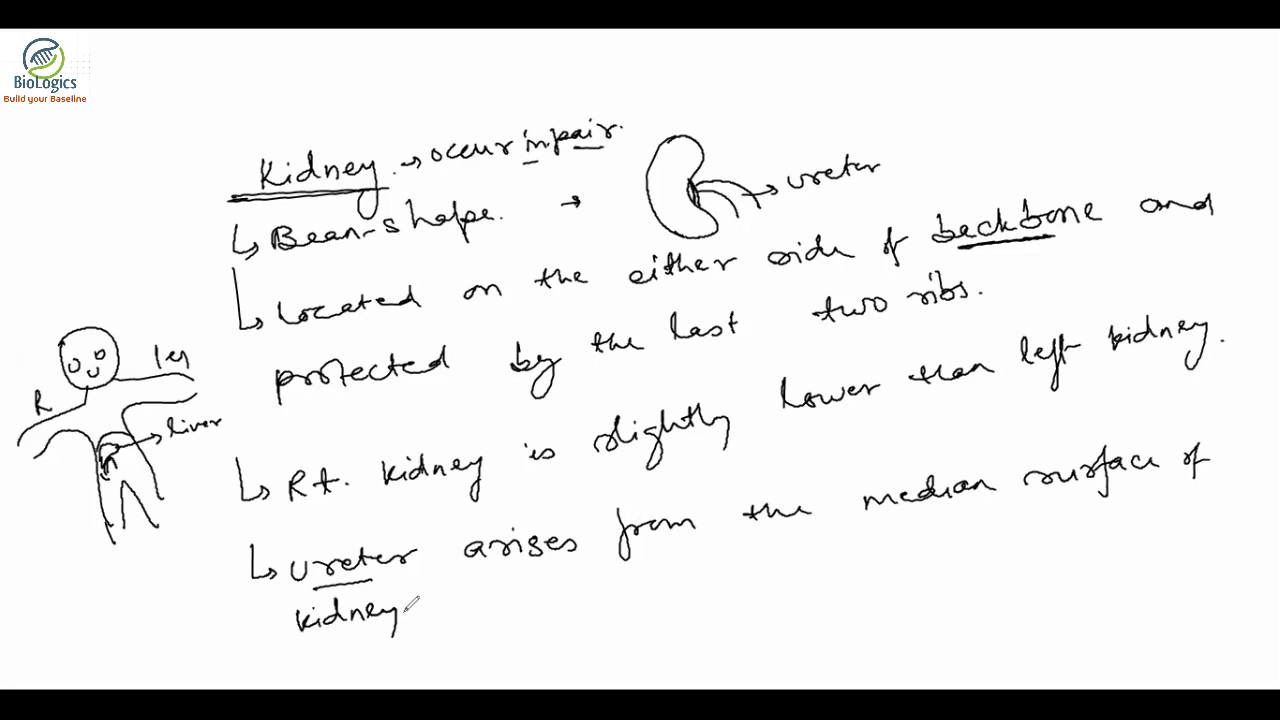 BioLogics
Build your Baseline
Kidney → occur in pair.
↳ Bean-shape. →
ureter
↳ Located on the either side of backbone and
protected by the last two ribs.
R
liver
↳ Rt. kidney is slightly lower than left kidney.
↳ Ureter arises from the median surface of
kidney